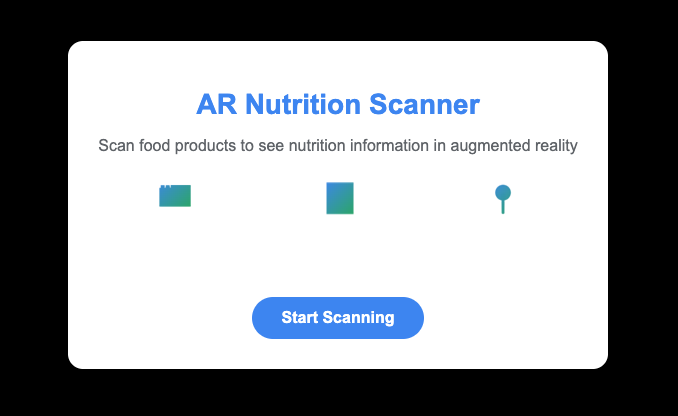 AR Nutrition Scanner
Scan food products to see nutrition information in augmented reality
Start Scanning